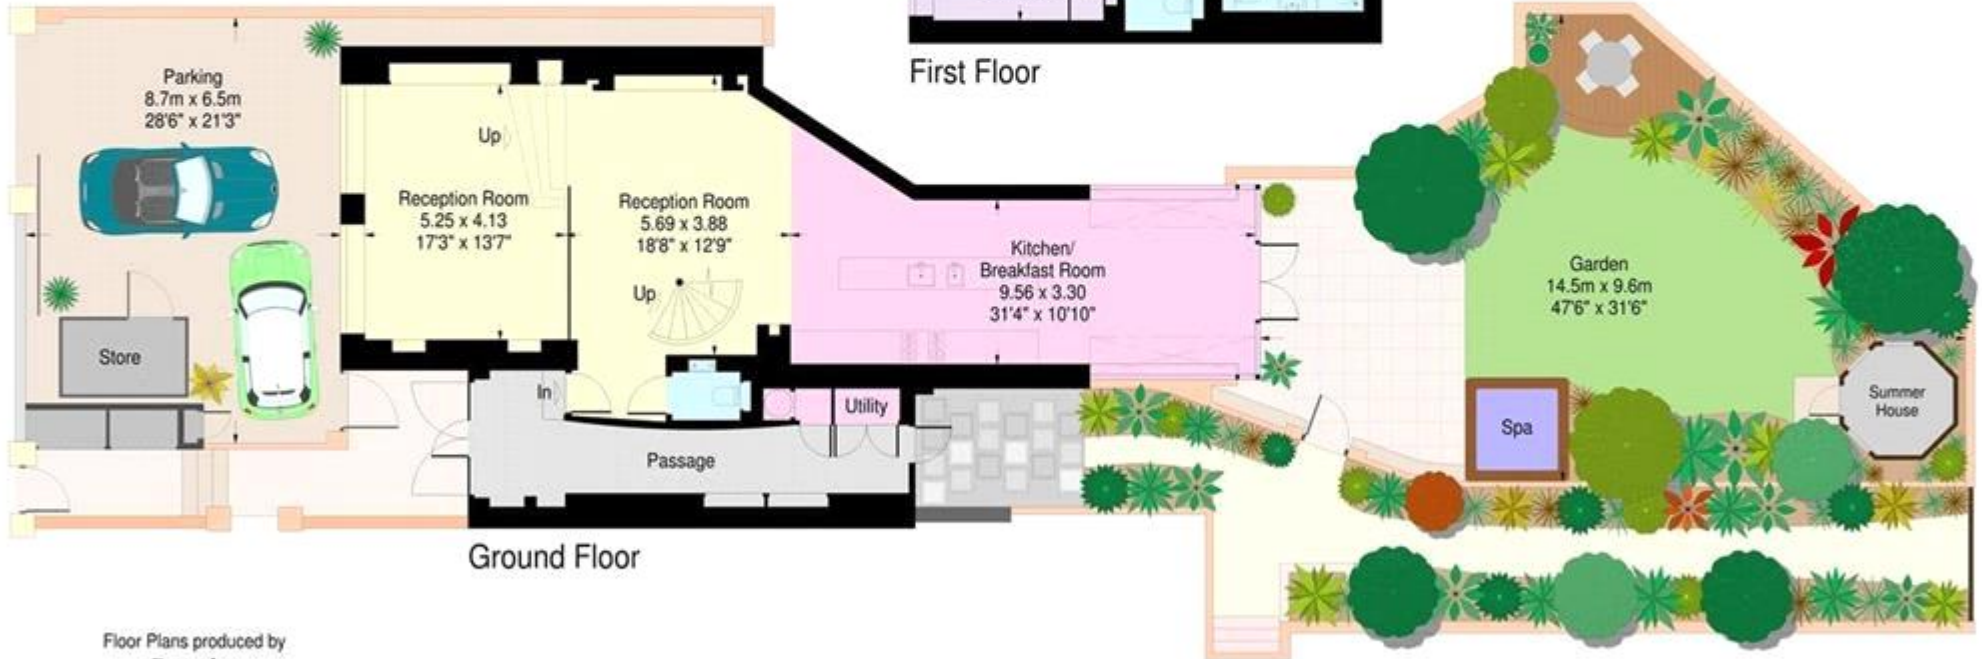 First Floor
Parking
8.7m x 6.5m
28'6" x 21'3"
Up
Reception Room
5.25 x 4.13
17'3" x 13'7"
Reception Room
5.69 x 3.88
18'8" x 12'9"
Up
Kitchen/
Breakfast Room
9.56 x 3.30
31'4" x 10'10"
Garden
14.5m x 9.6m
47'6" x 31'6"
Store
In
Utility
Passage
Spa
Summer
House
Ground Floor
Floor Plans produced by